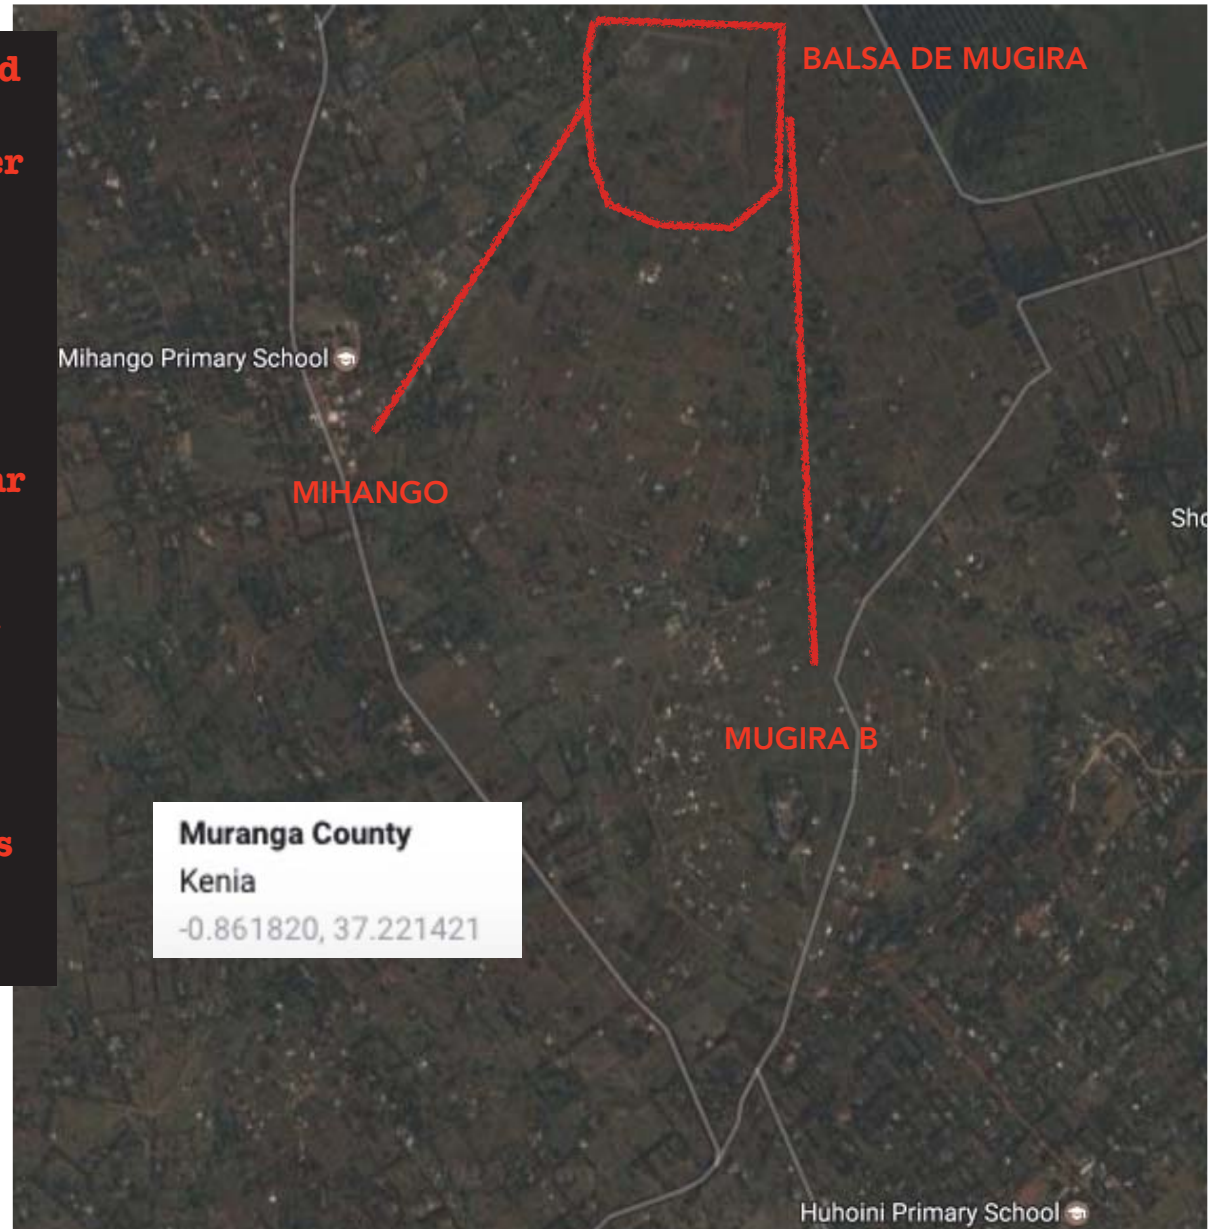 BALSA DE MUGIRA
Mihango Primary School
MIHANGO
MUGIRA B
Muranga County
Kenia
-0.861820, 37.221421
Huhoini Primary School